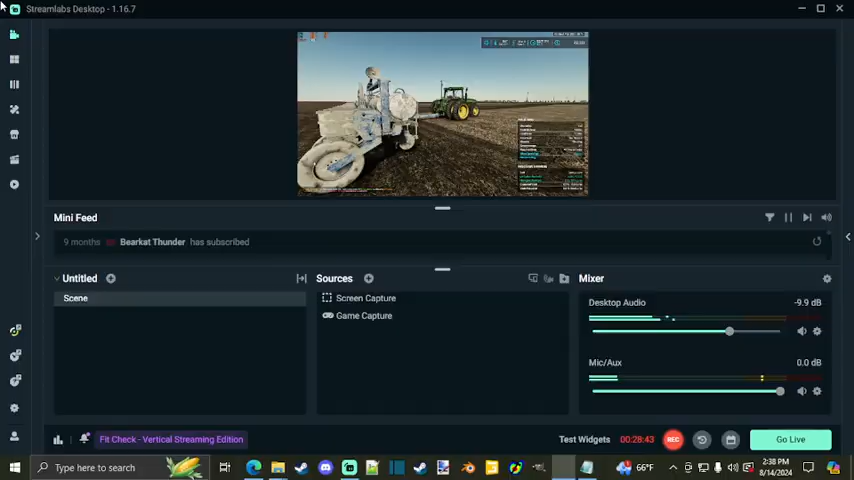 Streamlabs Desktop - 1.16.7
Mini Feed
9 months Bearkat Thunder has subscribed
Untitled
Sources
Mixer
Scene
Screen Capture
Game Capture
Desktop Audio -9.9 dB
Mic/Aux 0.0 dB
Fit Check - Vertical Streaming Edition
Test Widgets 00:28:43 REC
Go Live
Type here to search
66°F
2:38 PM
8/14/2024